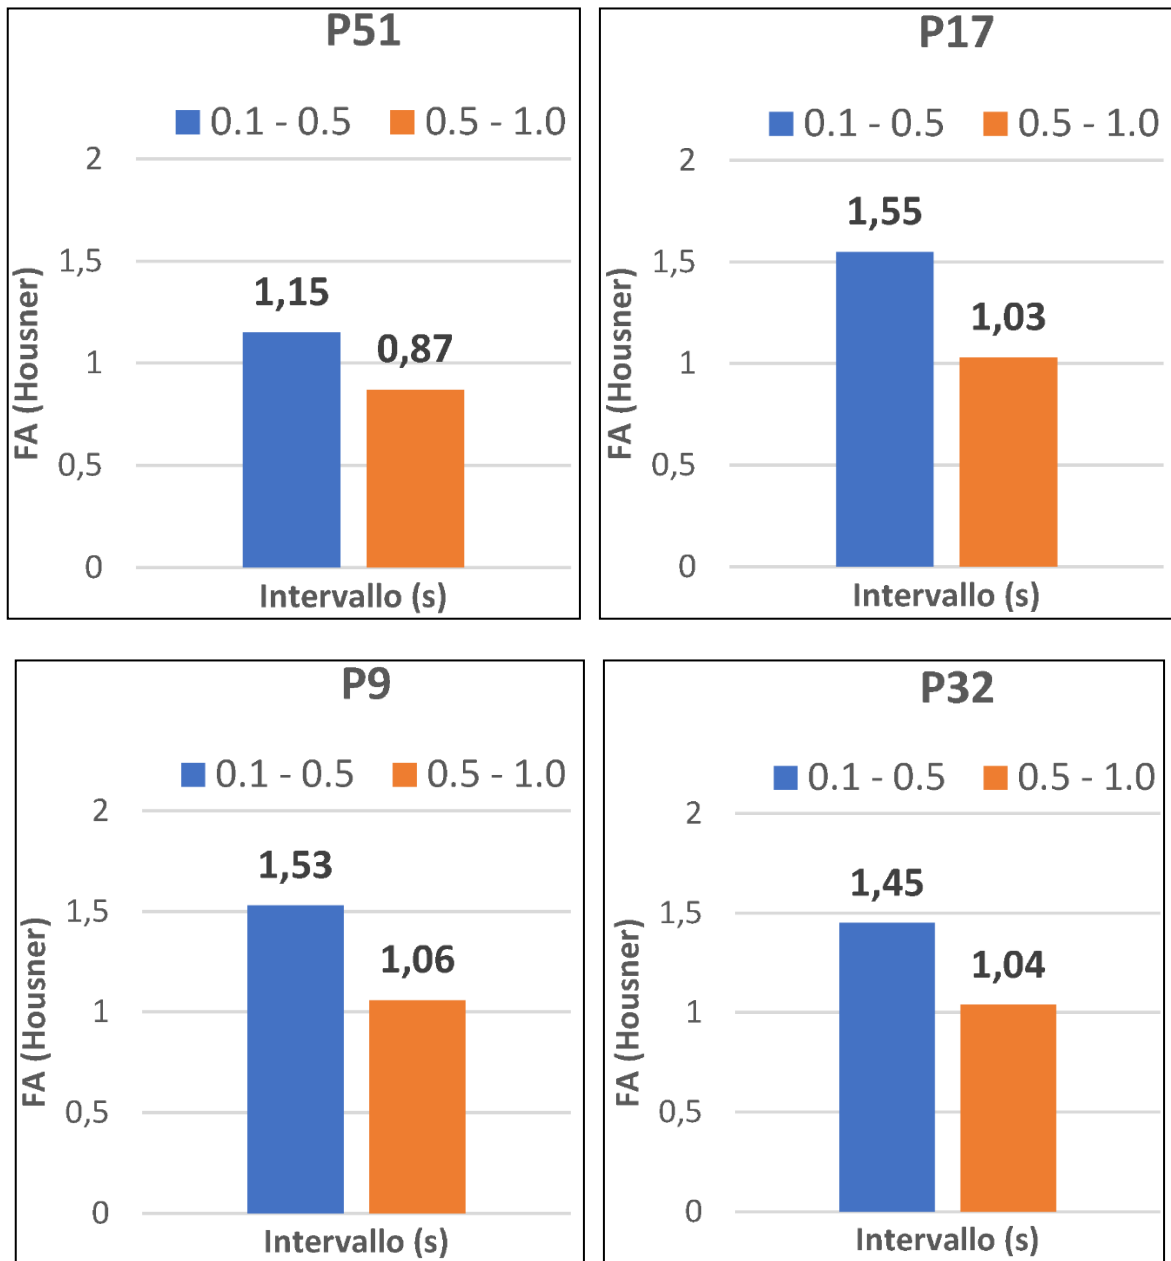 P51
0.1 - 0.5 0.5 - 1.0
2
1,5
1
0,5
0
FA (Housner)
1,15
0,87
Intervallo (s)
P17
0.1 - 0.5 0.5 - 1.0
2
1,5
1
0,5
0
FA (Housner)
1,55
1,03
Intervallo (s)
P9
0.1 - 0.5 0.5 - 1.0
2
1,5
1
0,5
0
FA (Housner)
1,53
1,06
Intervallo (s)
P32
0.1 - 0.5 0.5 - 1.0
2
1,5
1
0,5
0
FA (Housner)
1,45
1,04
Intervallo (s)